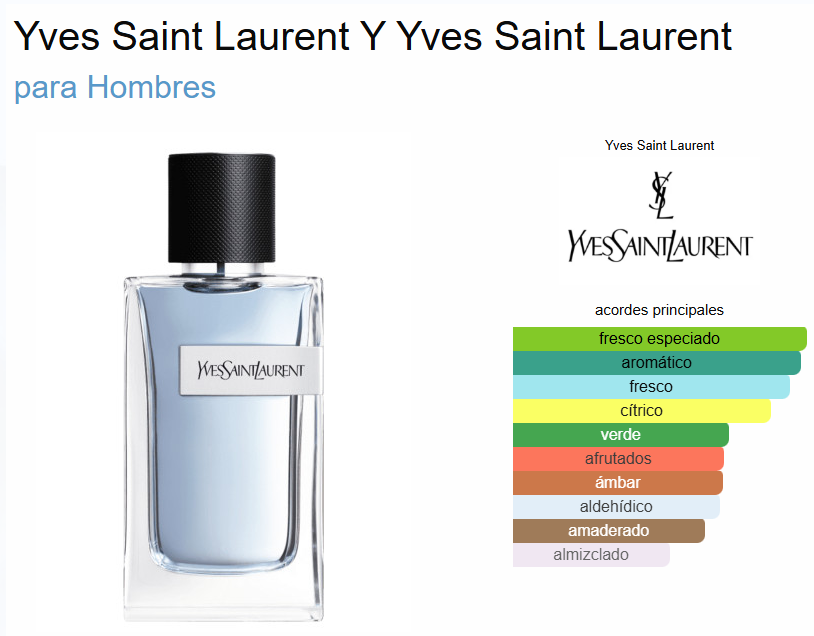 Yves Saint Laurent Y Yves Saint Laurent
para Hombres
YVESSAINTLAURENT
Yves Saint Laurent
YSL
YVESSAINTLAURENT
acordes principales
fresco especiado
aromático
fresco
cítrico
verde
afrutados
ámbar
aldehídico
amaderado
almizclado